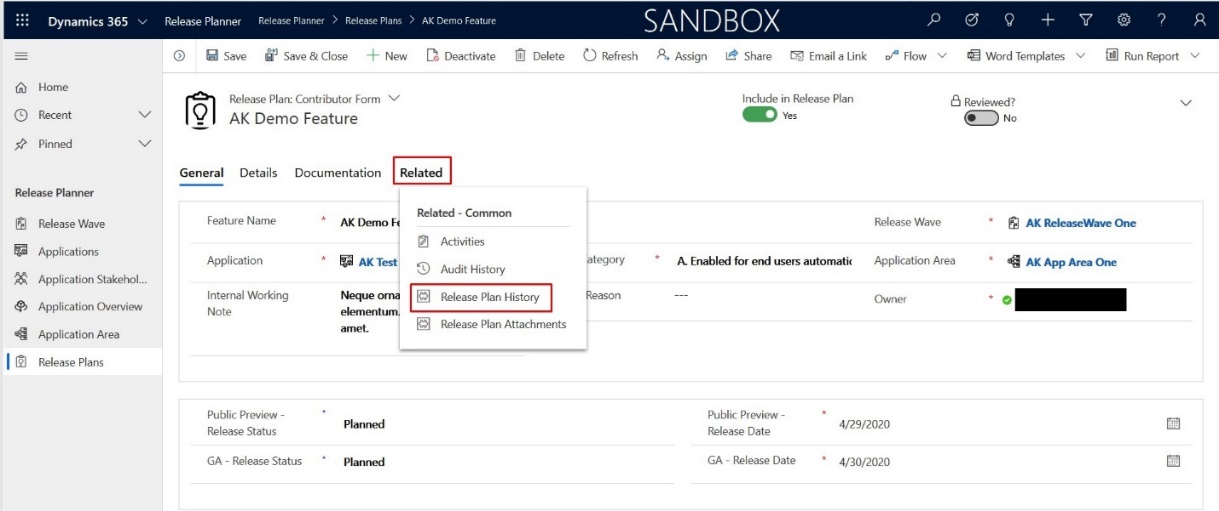 Dynamics 365 Release Planner Release Planner > Release Plans > AK Demo Feature SANDBOX
Save Save & Close New Deactivate Delete Refresh Assign Share Email a Link Flow Word Templates Run Report
Home
Recent
Pinned
Release Planner
Release Wave
Applications
Application Stakehol...
Application Overview
Application Area
Release Plans
Release Plan: Contributor Form
AK Demo Feature
Include in Release Plan
Yes
Reviewed?
No
General Details Documentation Related
Related - Common
Activities
Audit History
Release Plan History
Release Plan Attachments
Feature Name * AK Demo Fe
Release Wave * AK ReleaseWave One
Application * AK Test
ategory * A. Enabled for end users automatic
Application Area * AK App Area One
Internal Working
Note
Neque orna
elementum.
amet.
Reason ---
Owner *
Public Preview -
Release Status
* Planned
Public Preview -
Release Date
* 4/29/2020
GA - Release Status * Planned
GA - Release Date * 4/30/2020